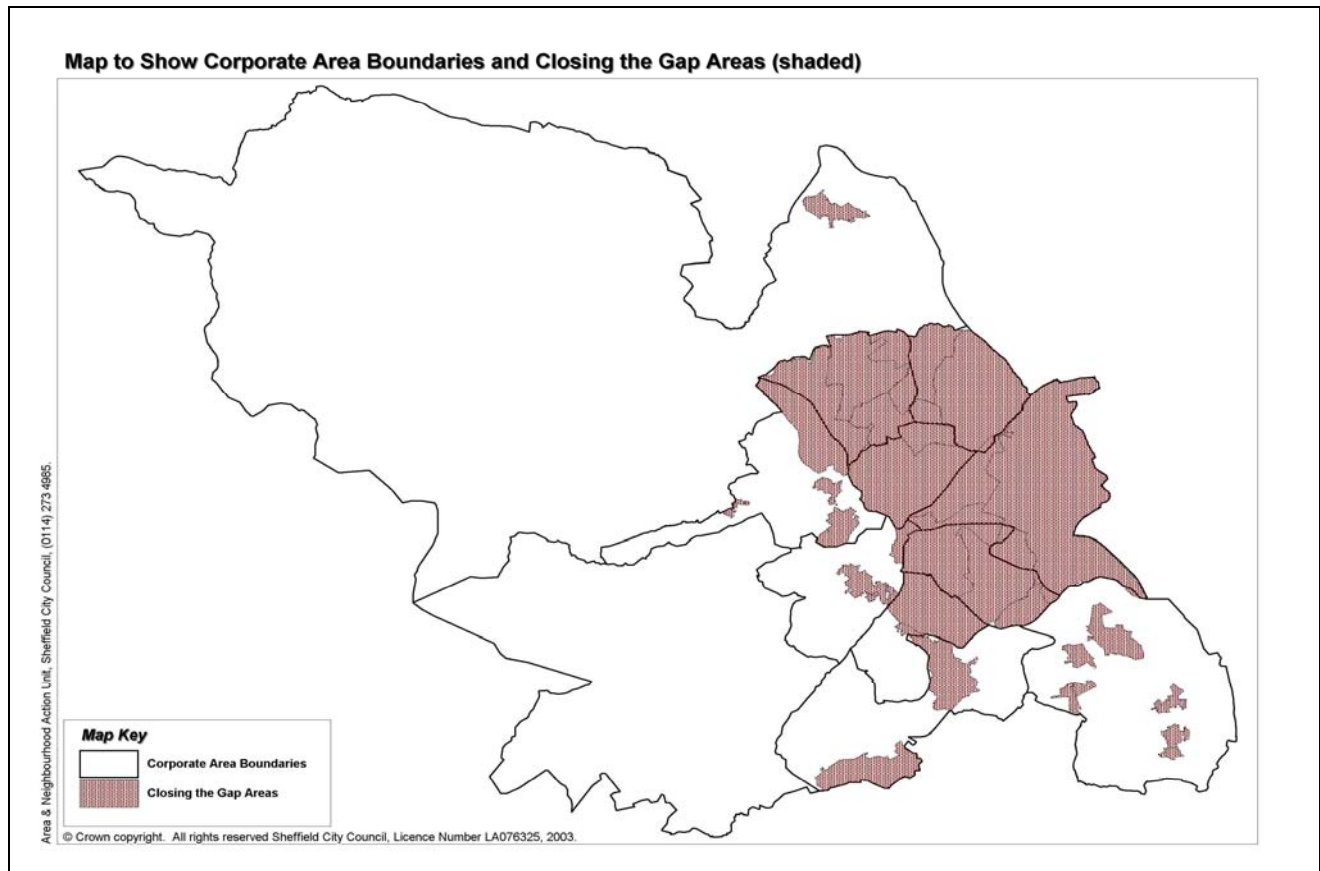 Map to Show Corporate Area Boundaries and Closing the Gap Areas (shaded)
Area & Neighbourhood Action Unit, Sheffield City Council, (0114) 273 4985.
Map Key
Corporate Area Boundaries
Closing the Gap Areas
© Crown copyright. All rights reserved Sheffield City Council, Licence Number LA076325, 2003.